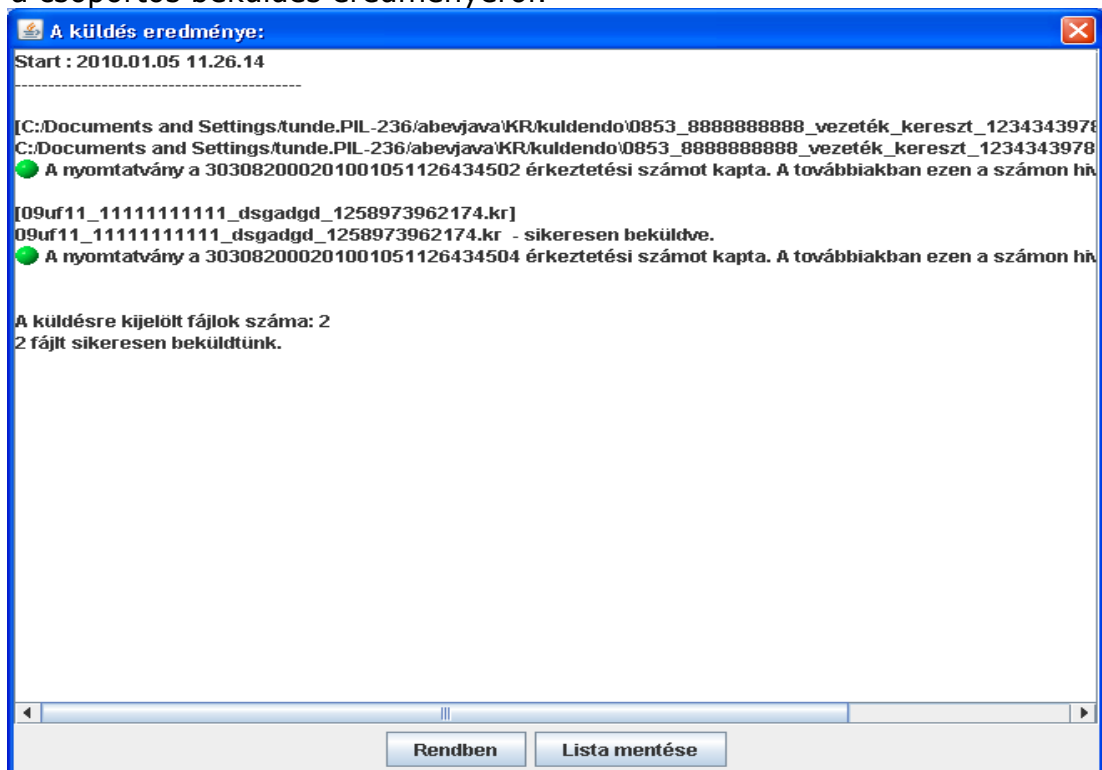 a csoportos beküldés eredményéről.
A küldés eredménye:
Start : 2010.01.05 11.26.14
-------------------------------------------
[C:/Documents and Settings/tunde.PIL-236/abevjava\KR/kuldendo\0853_8888888888_vezeték_kereszt_1234343978
C:/Documents and Settings/tunde.PIL-236/abevjava\KR/kuldendo\0853_8888888888_vezeték_kereszt_1234343978
A nyomtatvány a 303082000201001051126434502 érkeztetési számot kapta. A továbbiakban ezen a számon hiv
[09uf11_11111111111_dsgadgd_1258973962174.kr]
09uf11_11111111111_dsgadgd_1258973962174.kr - sikeresen beküldve.
A nyomtatvány a 303082000201001051126434504 érkeztetési számot kapta. A továbbiakban ezen a számon hiv
A küldésre kijelölt fájlok száma: 2
2 fájlt sikeresen beküldtünk.
Rendben
Lista mentése